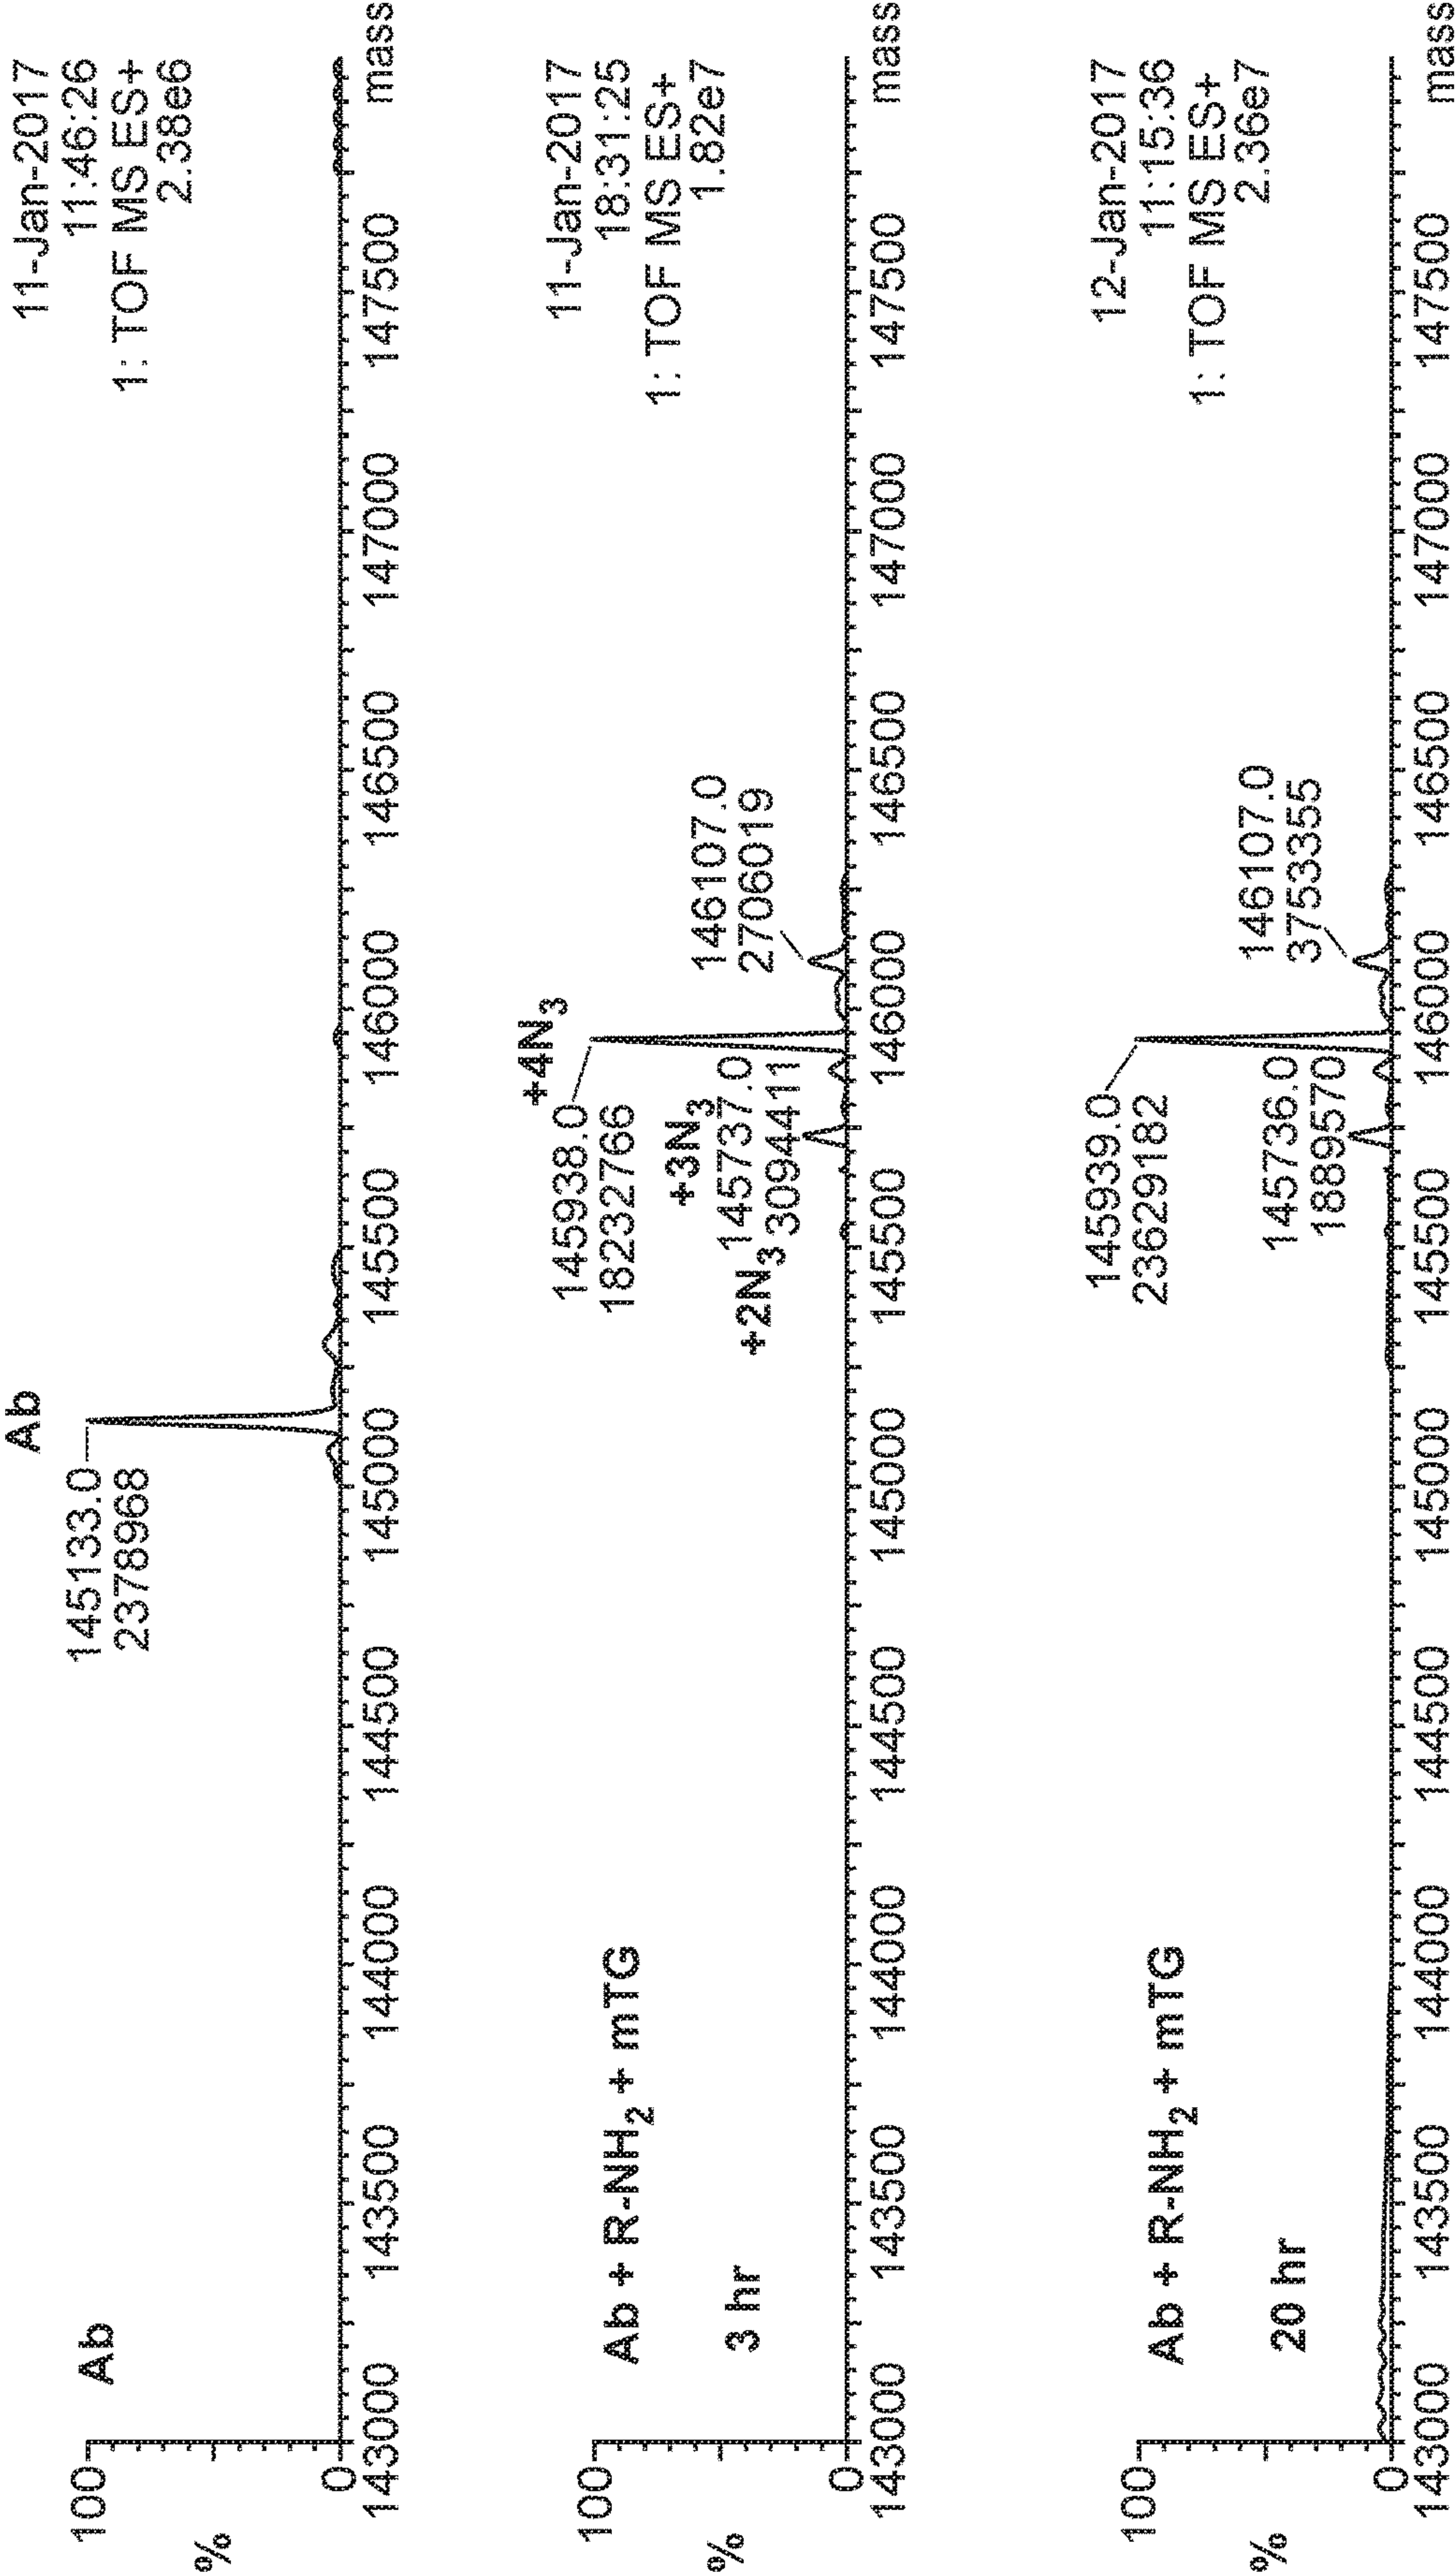 Ab
Ab
145133.0
2378968
11-Jan-2017
11:46:26
1: TOF MS ES+
2.38e6
100
%
0
143000 143500 144000 144500 145000 145500 146000 146500 147000 147500
mass
Ab + R-NH2 + mTG
3 hr
+4N3
145938.0
18232766
+3N3
145737.0
+2N3 3094411
146107.0
2706019
11-Jan-2017
18:31:25
1: TOF MS ES+
1.82e7
100
%
0
143000 143500 144000 144500 145000 145500 146000 146500 147000 147500
mass
Ab + R-NH2 + mTG
20 hr
145939.0
23629182
145736.0
1889570
146107.0
3753355
12-Jan-2017
11:15:36
1: TOF MS ES+
2.36e7
100
%
0
143000 143500 144000 144500 145000 145500 146000 146500 147000 147500
mass